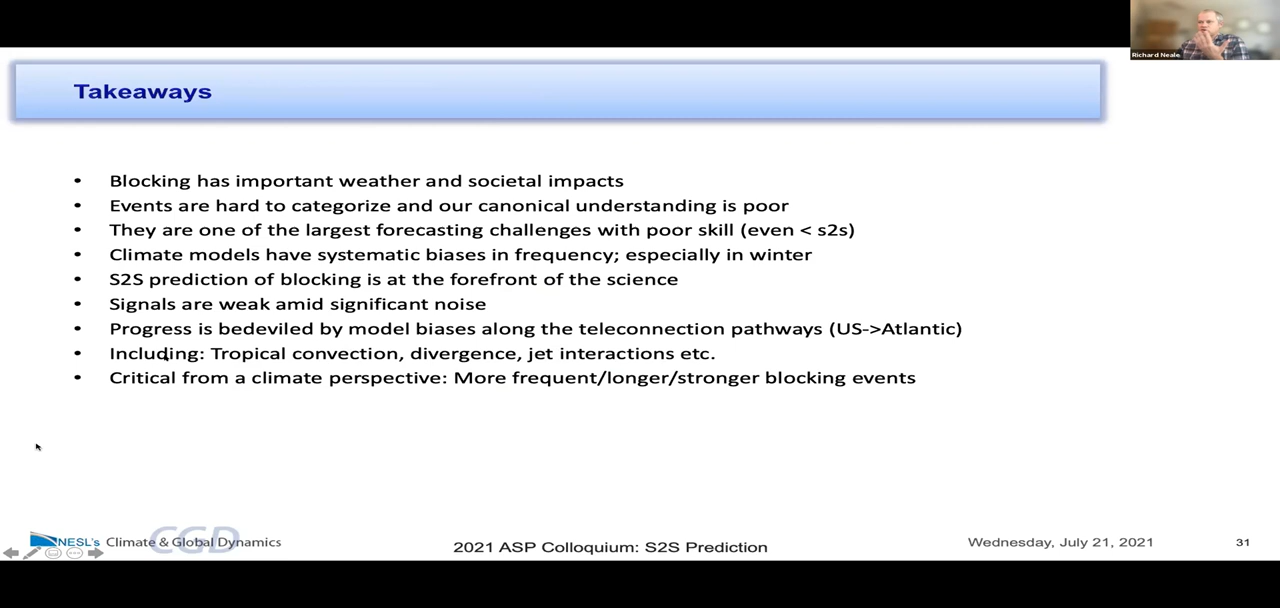 Richard Neale
Takeaways
• Blocking has important weather and societal impacts
• Events are hard to categorize and our canonical understanding is poor
• They are one of the largest forecasting challenges with poor skill (even < s2s)
• Climate models have systematic biases in frequency; especially in winter
• S2S prediction of blocking is at the forefront of the science
• Signals are weak amid significant noise
• Progress is bedeviled by model biases along the teleconnection pathways (US->Atlantic)
• Including: Tropical convection, divergence, jet interactions etc.
• Critical from a climate perspective: More frequent/longer/stronger blocking events
NESL's Climate & Global Dynamics
CGD
2021 ASP Colloquium: S2S Prediction
Wednesday, July 21, 2021
31